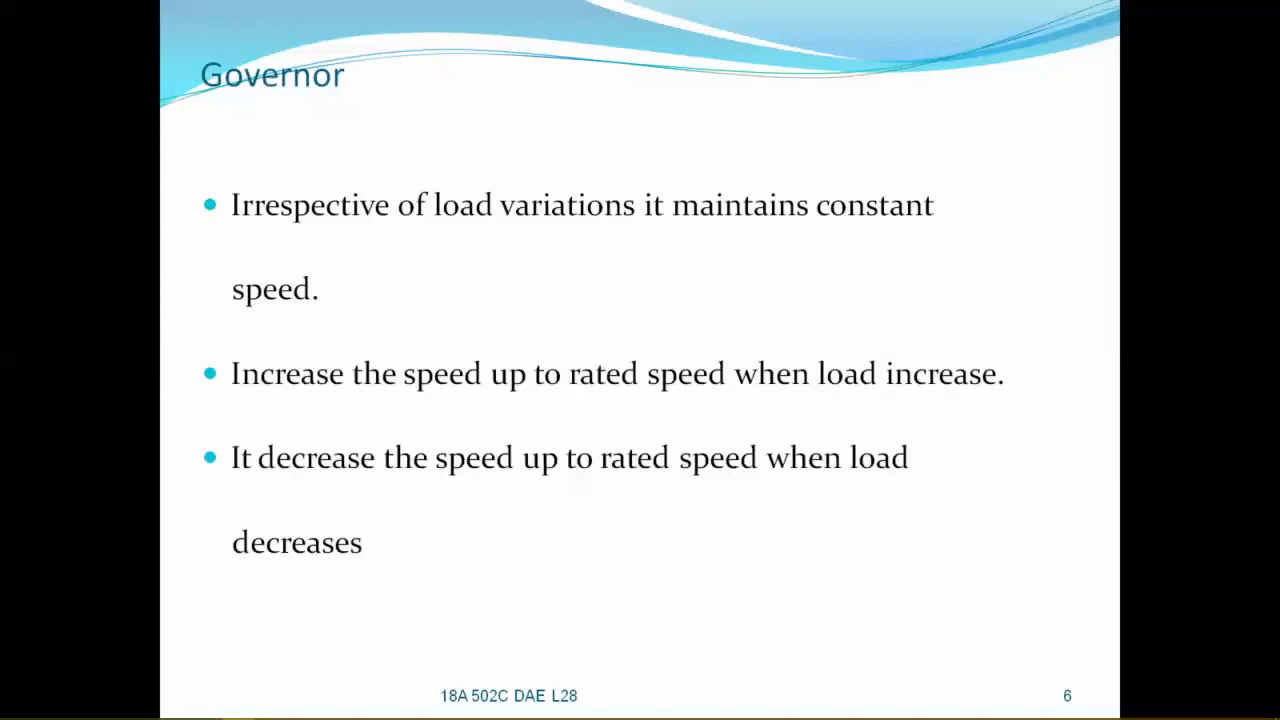 Governor
Irrespective of load variations it maintains constant
speed.
Increase the speed up to rated speed when load increase.
It decrease the speed up to rated speed when load
decreases
18A 502C DAE L28
6